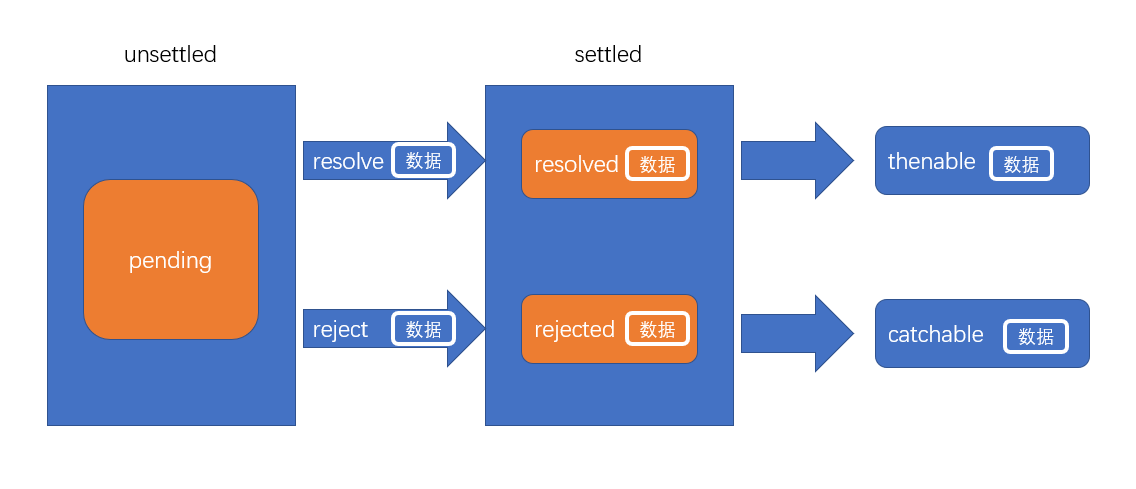 unsettled
settled
pending
resolve 数据
resolved 数据
thenable 数据
reject 数据
rejected 数据
catchable 数据